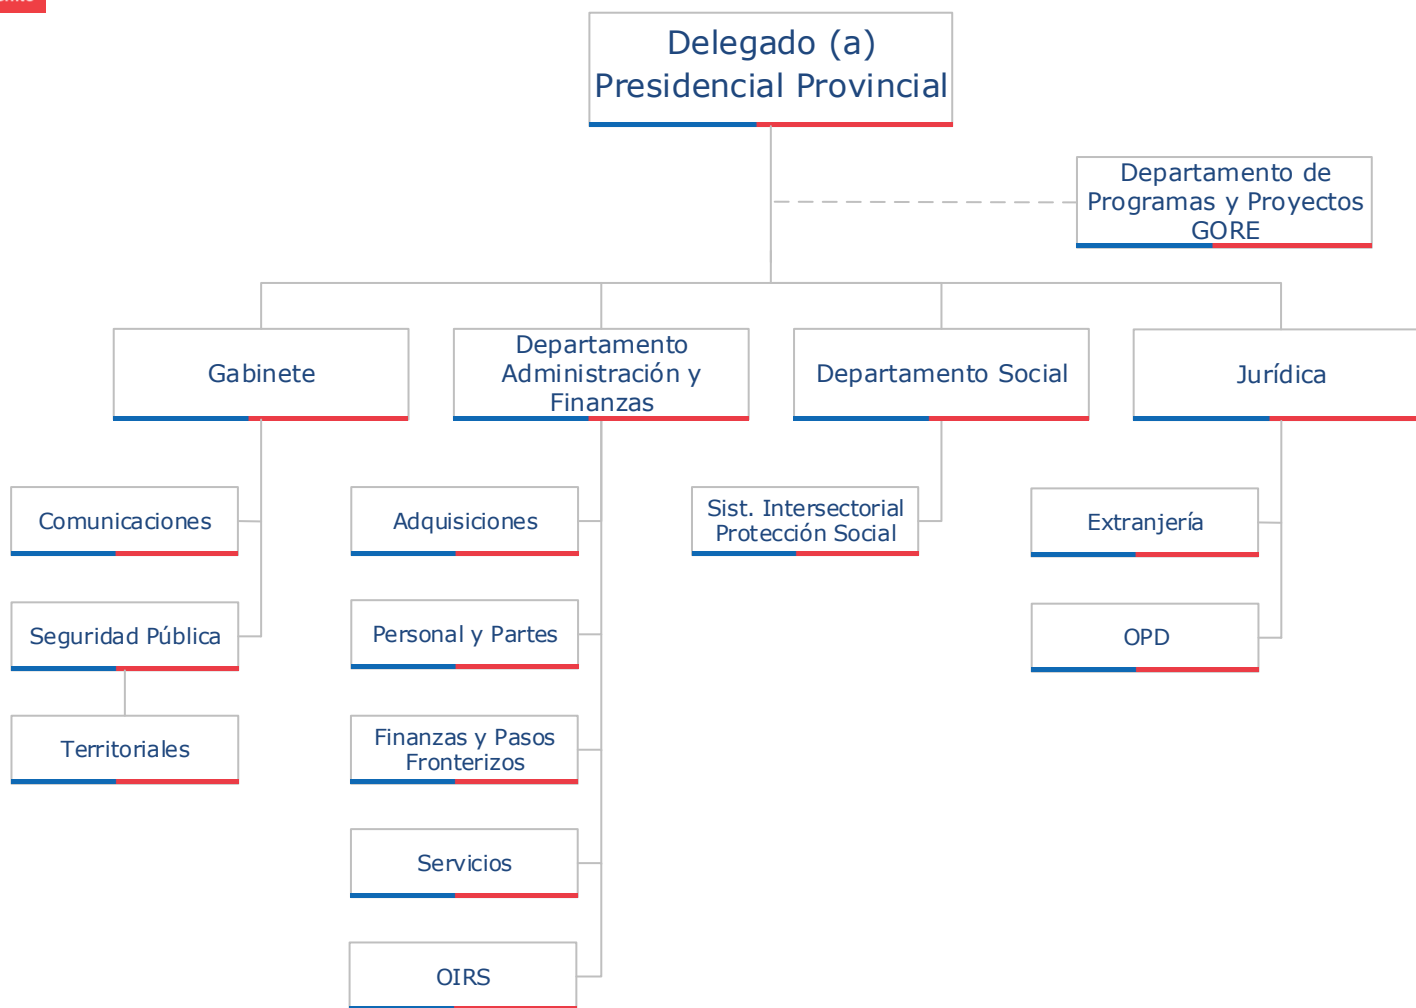 Delegado (a)
Presidencial Provincial
Departamento de
Programas y Proyectos
GORE
Gabinete
Departamento
Administración y
Finanzas
Departamento Social
Jurídica
Comunicaciones
Adquisiciones
Sist. Intersectorial
Protección Social
Extranjería
Seguridad Pública
Personal y Partes
OPD
Territoriales
Finanzas y Pasos
Fronterizos
Servicios
OIRS